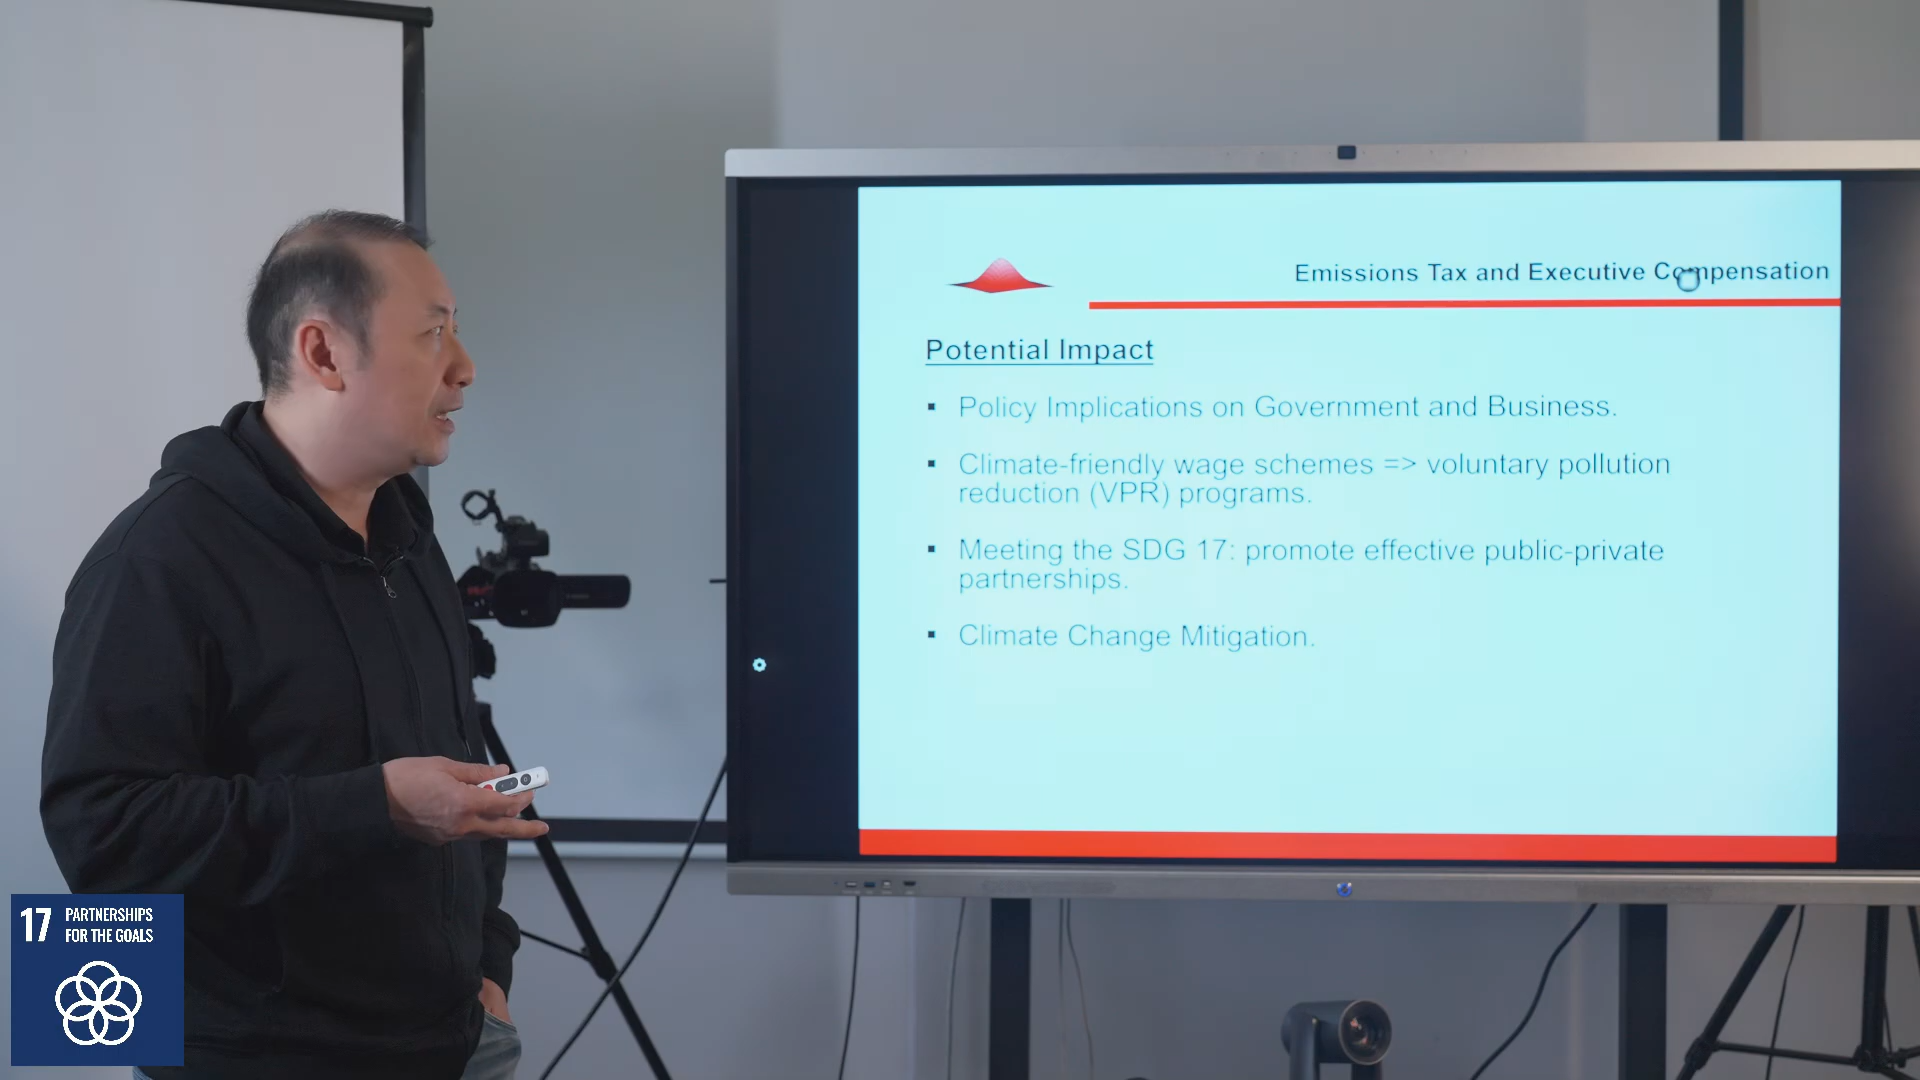 Emissions Tax and Executive Compensation
Potential Impact
▪ Policy Implications on Government and Business.
▪ Climate-friendly wage schemes => voluntary pollution
reduction (VPR) programs.
▪ Meeting the SDG 17: promote effective public-private
partnerships.
▪ Climate Change Mitigation.
17 PARTNERSHIPS
FOR THE GOALS